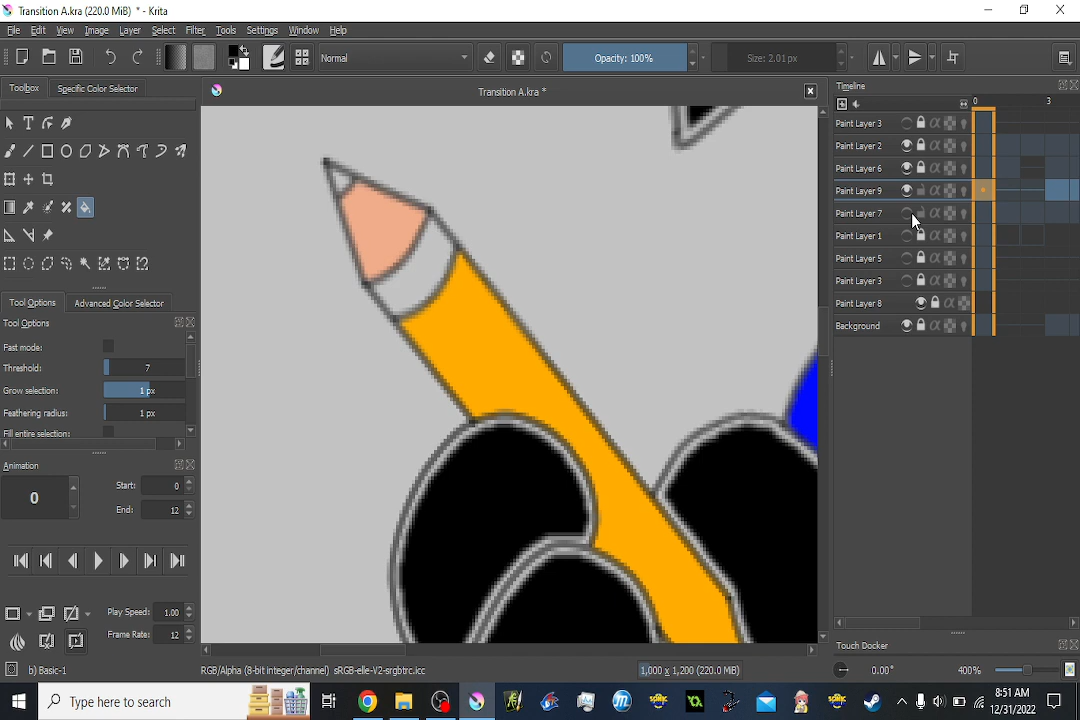 Transition A.kra (220.0 MiB) * - Krita
File Edit View Image Layer Select Filter Tools Settings Window Help
Normal Opacity: 100% Size: 2.01 px
Toolbox Specific Color Selector
Transition A.kra *
Timeline
0 3
Paint Layer 3
Paint Layer 2
Paint Layer 6
Paint Layer 9
Paint Layer 7
Paint Layer 1
Paint Layer 5
Paint Layer 3
Paint Layer 8
Background
Tool Options Advanced Color Selector
Tool Options
Fast mode:
Threshold: 7
Grow selection: 1 px
Feathering radius: 1 px
Fill entire selection:
Animation
0 Start: 0
End: 12
Play Speed: 1.00
Frame Rate: 12
Touch Docker
b) Basic-1 RGB/Alpha (8-bit integer/channel) sRGB-elle-V2-srgbtrc.icc 1,000 x 1,200 (220.0 MiB) 0.00° 400%
Type here to search
8:51 AM
12/31/2022